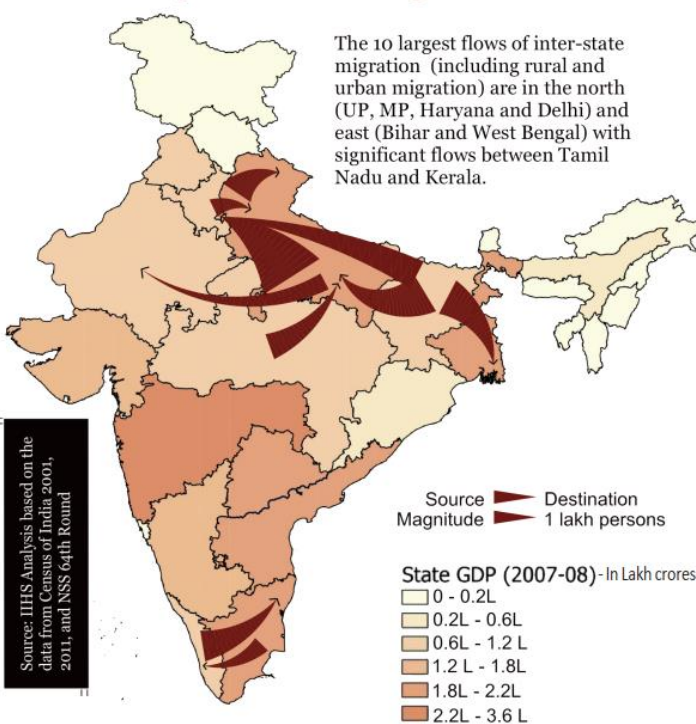 The 10 largest flows of inter-state
migration (including rural and
urban migration) are in the north
(UP, MP, Haryana and Delhi) and
east (Bihar and West Bengal) with
significant flows between Tamil
Nadu and Kerala.
Source: IIHS Analysis based on the
data from Census of India 2001,
2011, and NSS 64th Round
Source Destination
Magnitude 1 lakh persons
State GDP (2007-08) - In Lakh crores
0 - 0.2L
0.2L - 0.6L
0.6L - 1.2 L
1.2 L - 1.8L
1.8L - 2.2L
2.2L - 3.6 L